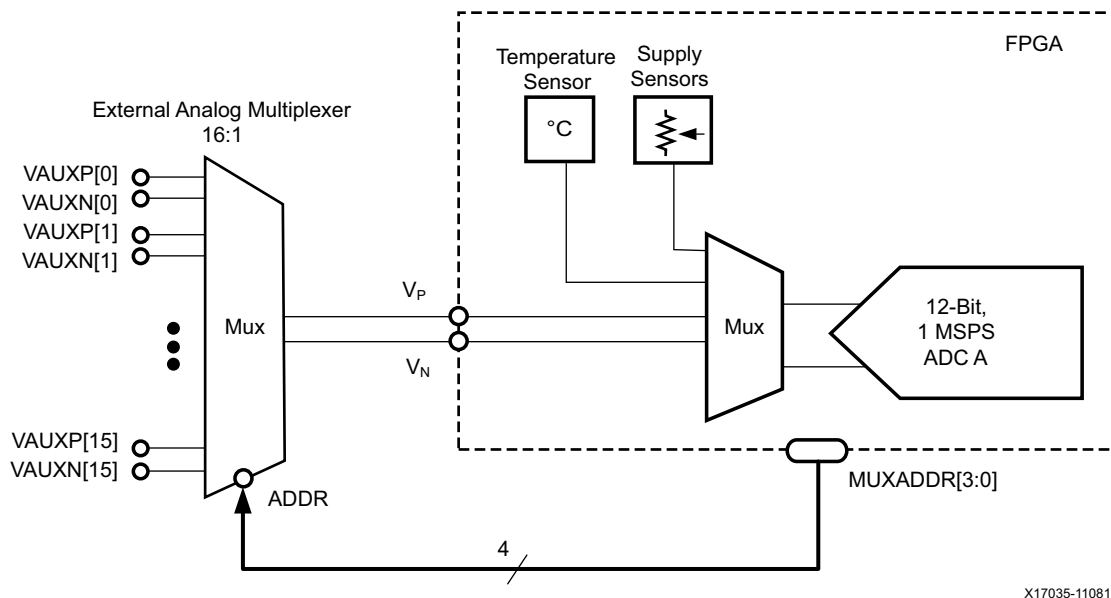 FPGA
Temperature
Sensor
Supply
Sensors
°C
External Analog Multiplexer
16:1
VAUXP[0]
VAUXN[0]
VAUXP[1]
VAUXN[1]
Mux
VAUXP[15]
VAUXN[15]
ADDR
VP
VN
Mux
12-Bit,
1 MSPS
ADC A
MUXADDR[3:0]
4
X17035-11081